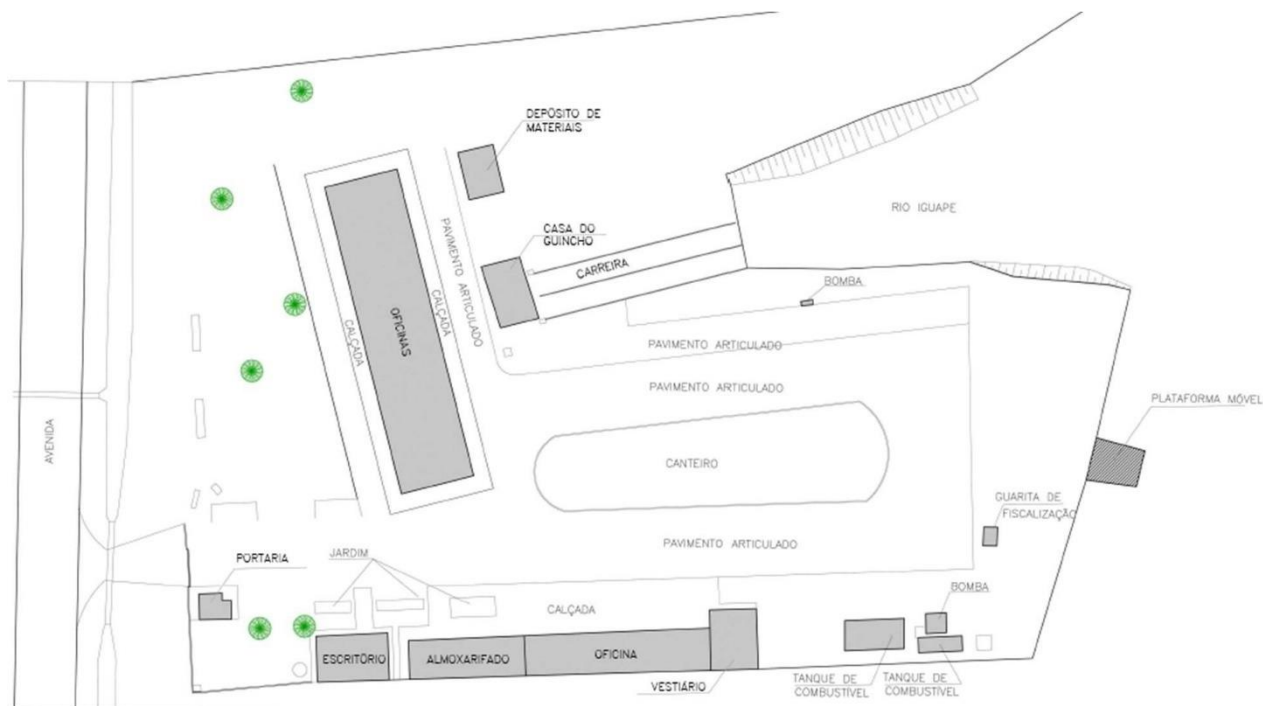 DEPÓSITO DE
MATERIAIS
RIO IGUAPE
CASA DO
GUINCHO
PAVIMENTO ARTICULADO
CARREIRA
BOMBA
CALÇADA
OFICINAS
CALÇADA
PAVIMENTO ARTICULADO
PAVIMENTO ARTICULADO
PLATAFORMA MÓVEL
AVENIDA
CANTEIRO
GUARITA DE
FISCALIZAÇÃO
PAVIMENTO ARTICULADO
PORTARIA
JARDIM
BOMBA
CALÇADA
ESCRITÓRIO
ALMOXARIFADO
OFICINA
VESTIÁRIO
TANQUE DE
COMBUSTÍVEL
TANQUE DE
COMBUSTÍVEL